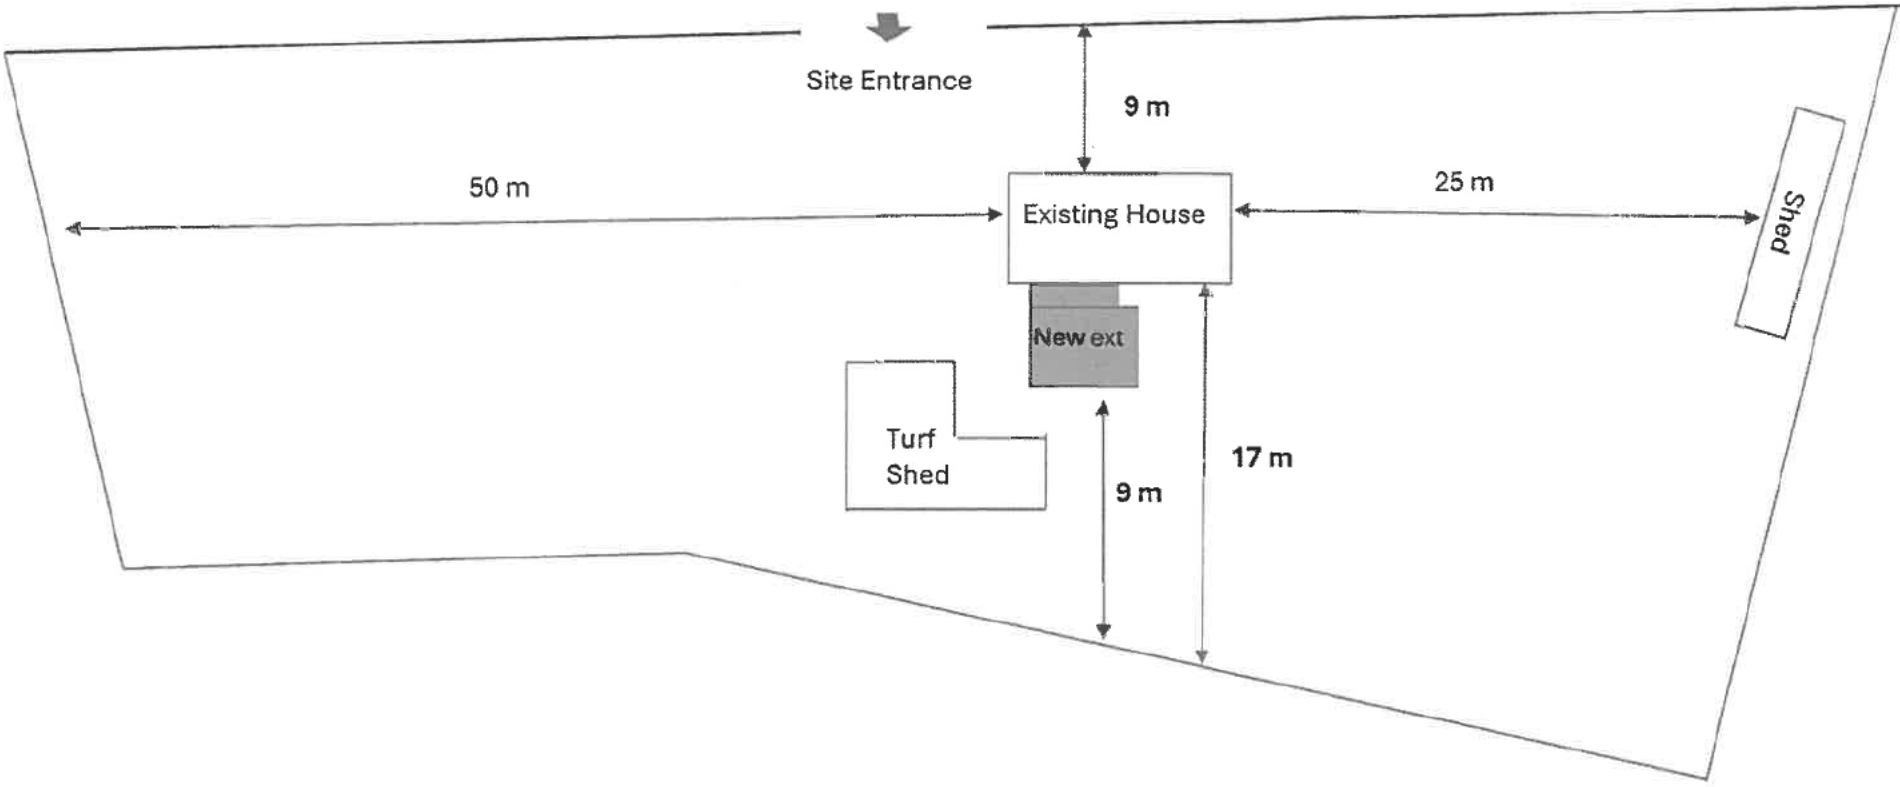 Site Entrance
9 m
50 m
25 m
Existing House
Shed
New ext
Turf
Shed
17 m
9 m